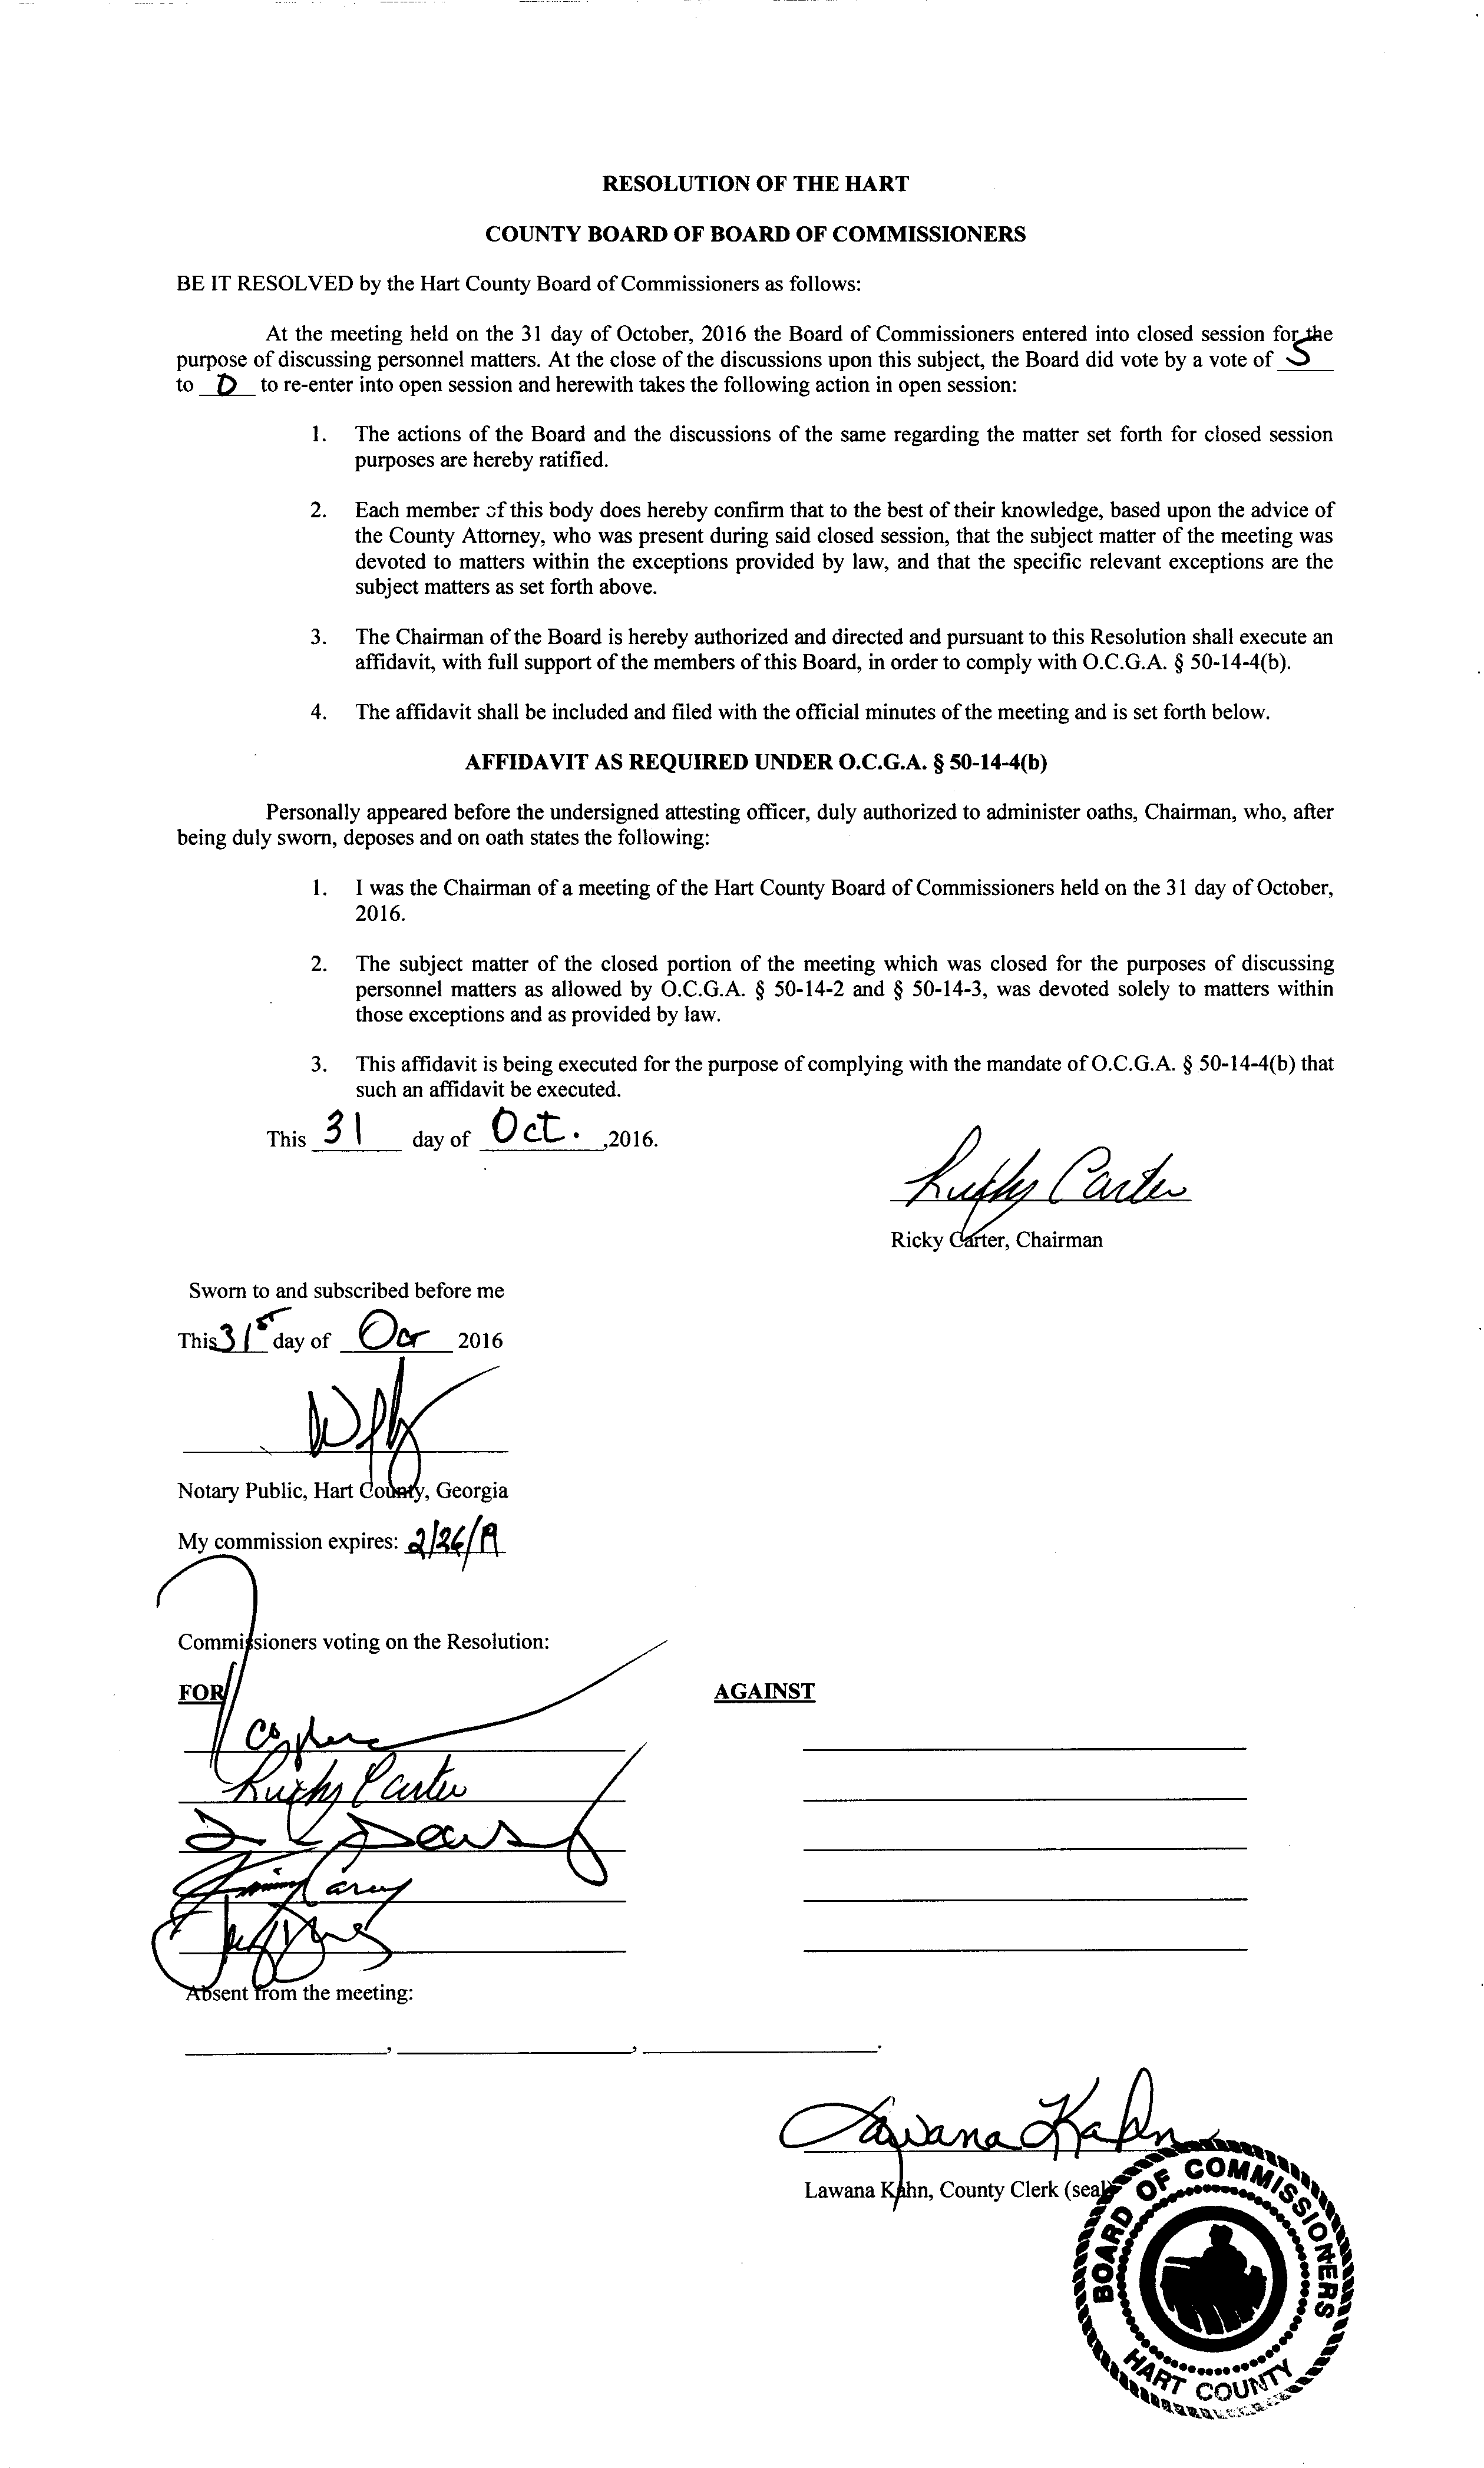 RESOLUTION OF THE HART
COUNTY BOARD OF BOARD OF COMMISSIONERS
BE IT RESOLVED by the Hart County Board of Commissioners as follows:
At the meeting held on the 31 day of October, 2016 the Board of Commissioners entered into closed session for the
purpose of discussing personnel matters. At the close of the discussions upon this subject, the Board did vote by a vote of 5
to 0 to re-enter into open session and herewith takes the following action in open session:
1. The actions of the Board and the discussions of the same regarding the matter set forth for closed session
purposes are hereby ratified.
2. Each member of this body does hereby confirm that to the best of their knowledge, based upon the advice of
the County Attorney, who was present during said closed session, that the subject matter of the meeting was
devoted to matters within the exceptions provided by law, and that the specific relevant exceptions are the
subject matters as set forth above.
3. The Chairman of the Board is hereby authorized and directed and pursuant to this Resolution shall execute an
affidavit, with full support of the members of this Board, in order to comply with O.C.G.A. § 50-14-4(b).
4. The affidavit shall be included and filed with the official minutes of the meeting and is set forth below.
AFFIDAVIT AS REQUIRED UNDER O.C.G.A. § 50-14-4(b)
Personally appeared before the undersigned attesting officer, duly authorized to administer oaths, Chairman, who, after
being duly sworn, deposes and on oath states the following:
1. I was the Chairman of a meeting of the Hart County Board of Commissioners held on the 31 day of October,
2016.
2. The subject matter of the closed portion of the meeting which was closed for the purposes of discussing
personnel matters as allowed by O.C.G.A. § 50-14-2 and § 50-14-3, was devoted solely to matters within
those exceptions and as provided by law.
3. This affidavit is being executed for the purpose of complying with the mandate of O.C.G.A. § 50-14-4(b) that
such an affidavit be executed.
This 31 day of Oct. ,2016.
Ricky Carter
Ricky Carter, Chairman
Sworn to and subscribed before me
This 31st day of Oct 2016
Notary Public, Hart County, Georgia
My commission expires: 2/26/19
Commissioners voting on the Resolution:
FOR AGAINST
Ricky Carter
Dorsey
Jimmy Carey
Absent from the meeting:
Lawana Kahn
Lawana Kahn, County Clerk (seal)
BOARD OF COMMISSIONERS
HART COUNTY